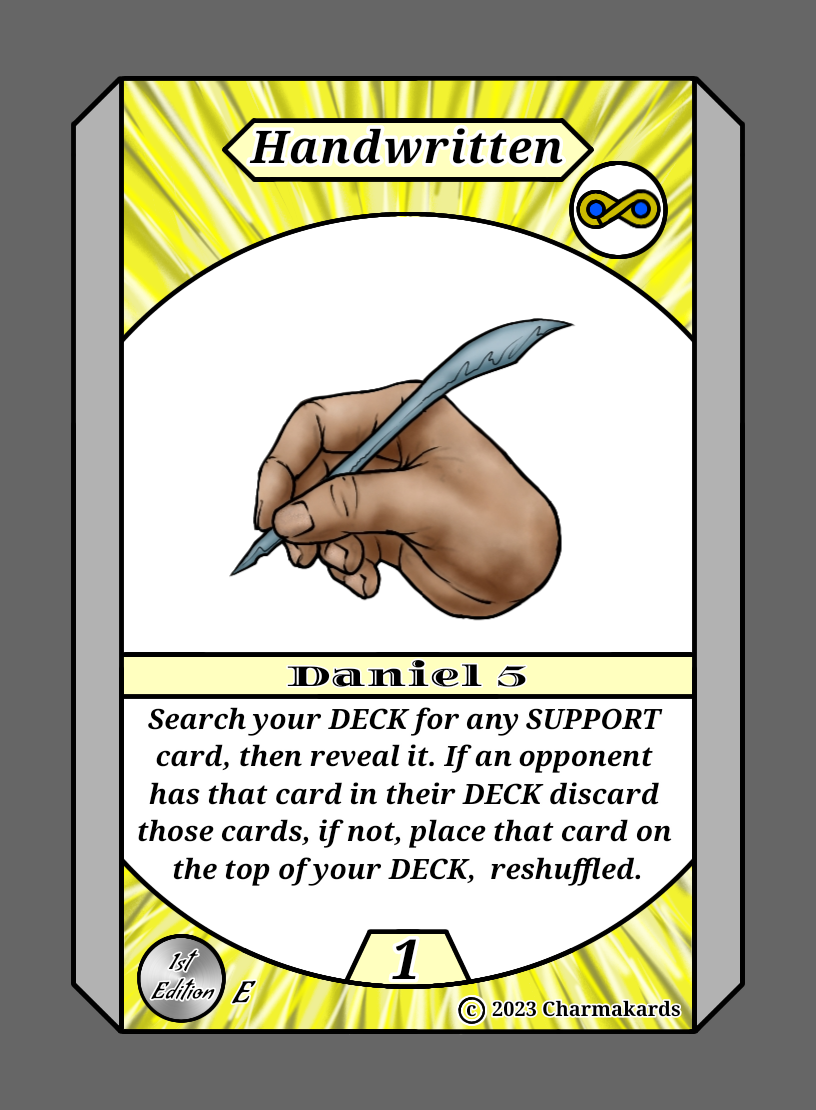 Handwritten
Daniel 5
Search your DECK for any SUPPORT
card, then reveal it. If an opponent
has that card in their DECK discard
those cards, if not, place that card on
the top of your DECK, reshuffled.
1
1st
Edition
E
© 2023 Charmakards